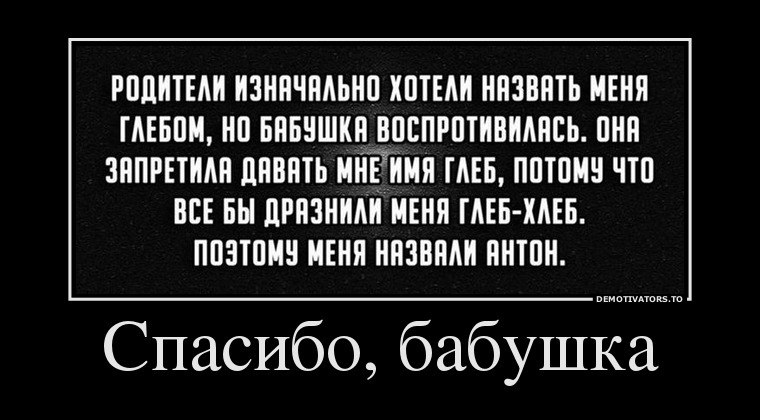 РОДИТЕЛИ ИЗНАЧАЛЬНО ХОТЕЛИ НАЗВАТЬ МЕНЯ
ГЛЕБОМ, НО БАБУШКА ВОСПРОТИВИЛАСЬ. ОНА
ЗАПРЕТИЛА ДАВАТЬ МНЕ ИМЯ ГЛЕБ, ПОТОМУ ЧТО
ВСЕ БЫ ДРАЗНИЛИ МЕНЯ ГЛЕБ-ХЛЕБ.
ПОЭТОМУ МЕНЯ НАЗВАЛИ АНТОН.
DEMOTIVATORS.TO
Спасибо, бабушка